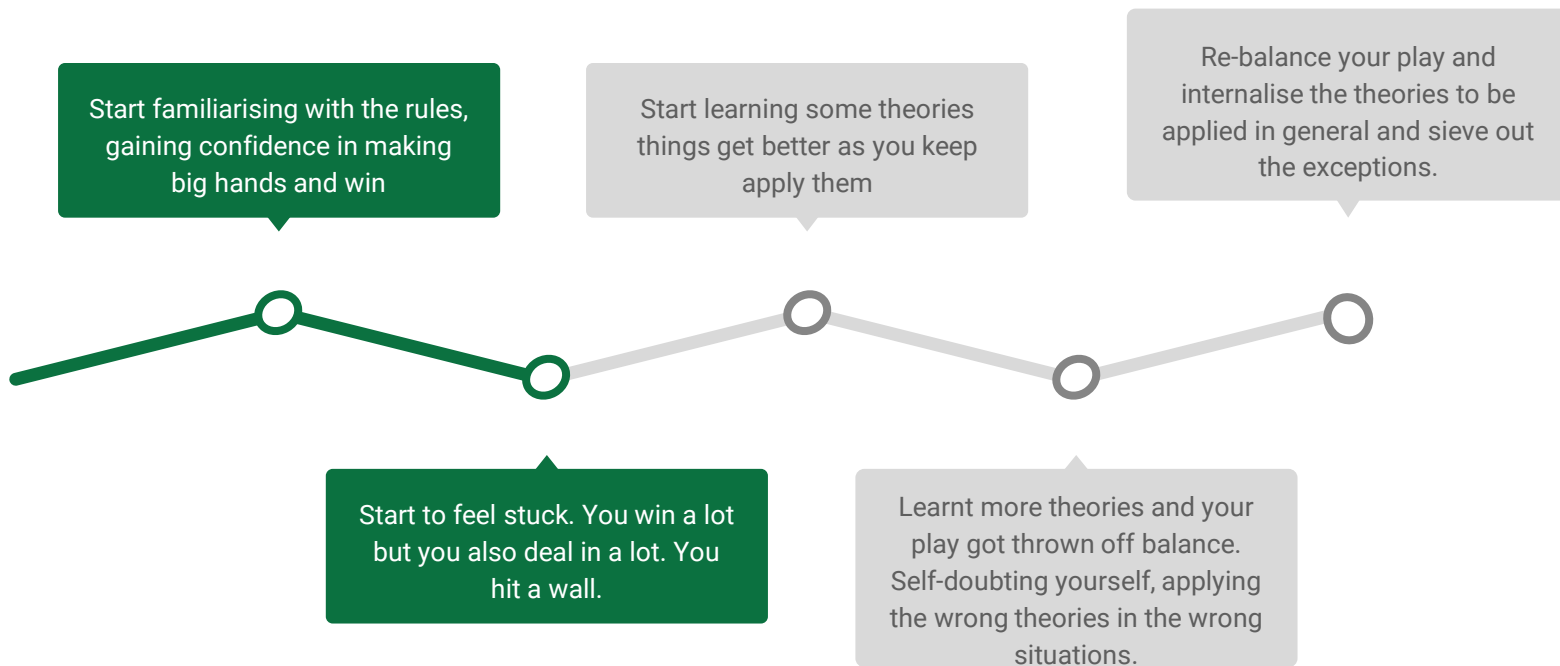 Start familiarising with the rules,
gaining confidence in making
big hands and win
Start to feel stuck. You win a lot
but you also deal in a lot. You
hit a wall.
Start learning some theories
things get better as you keep
apply them
Learnt more theories and your
play got thrown off balance.
Self-doubting yourself, applying
the wrong theories in the wrong
situations.
Re-balance your play and
internalise the theories to be
applied in general and sieve out
the exceptions.